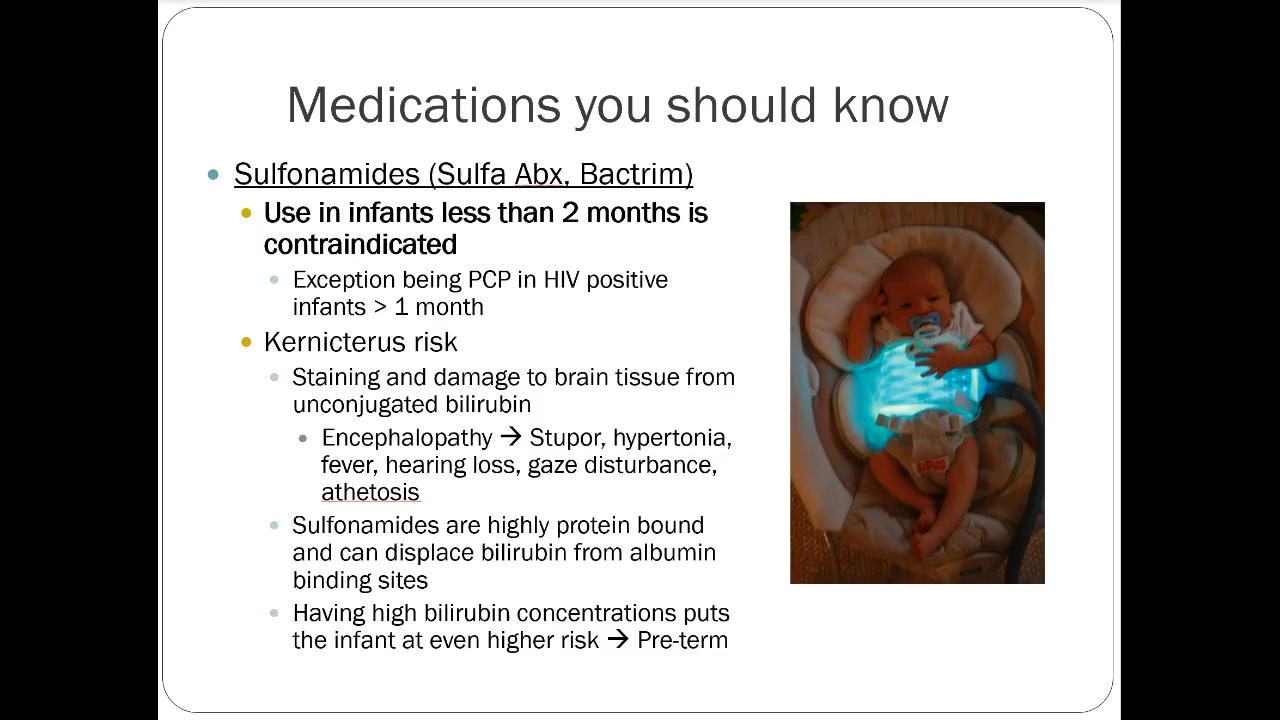 Medications you should know
Sulfonamides (Sulfa Abx, Bactrim)
Use in infants less than 2 months is
contraindicated
Exception being PCP in HIV positive
infants > 1 month
Kernicterus risk
Staining and damage to brain tissue from
unconjugated bilirubin
Encephalopathy → Stupor, hypertonia,
fever, hearing loss, gaze disturbance,
athetosis
Sulfonamides are highly protein bound
and can displace bilirubin from albumin
binding sites
Having high bilirubin concentrations puts
the infant at even higher risk → Pre-term